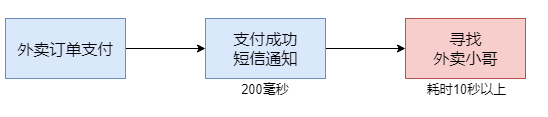 外卖订单支付
支付成功
短信通知
200毫秒
寻找
外卖小哥
耗时10秒以上